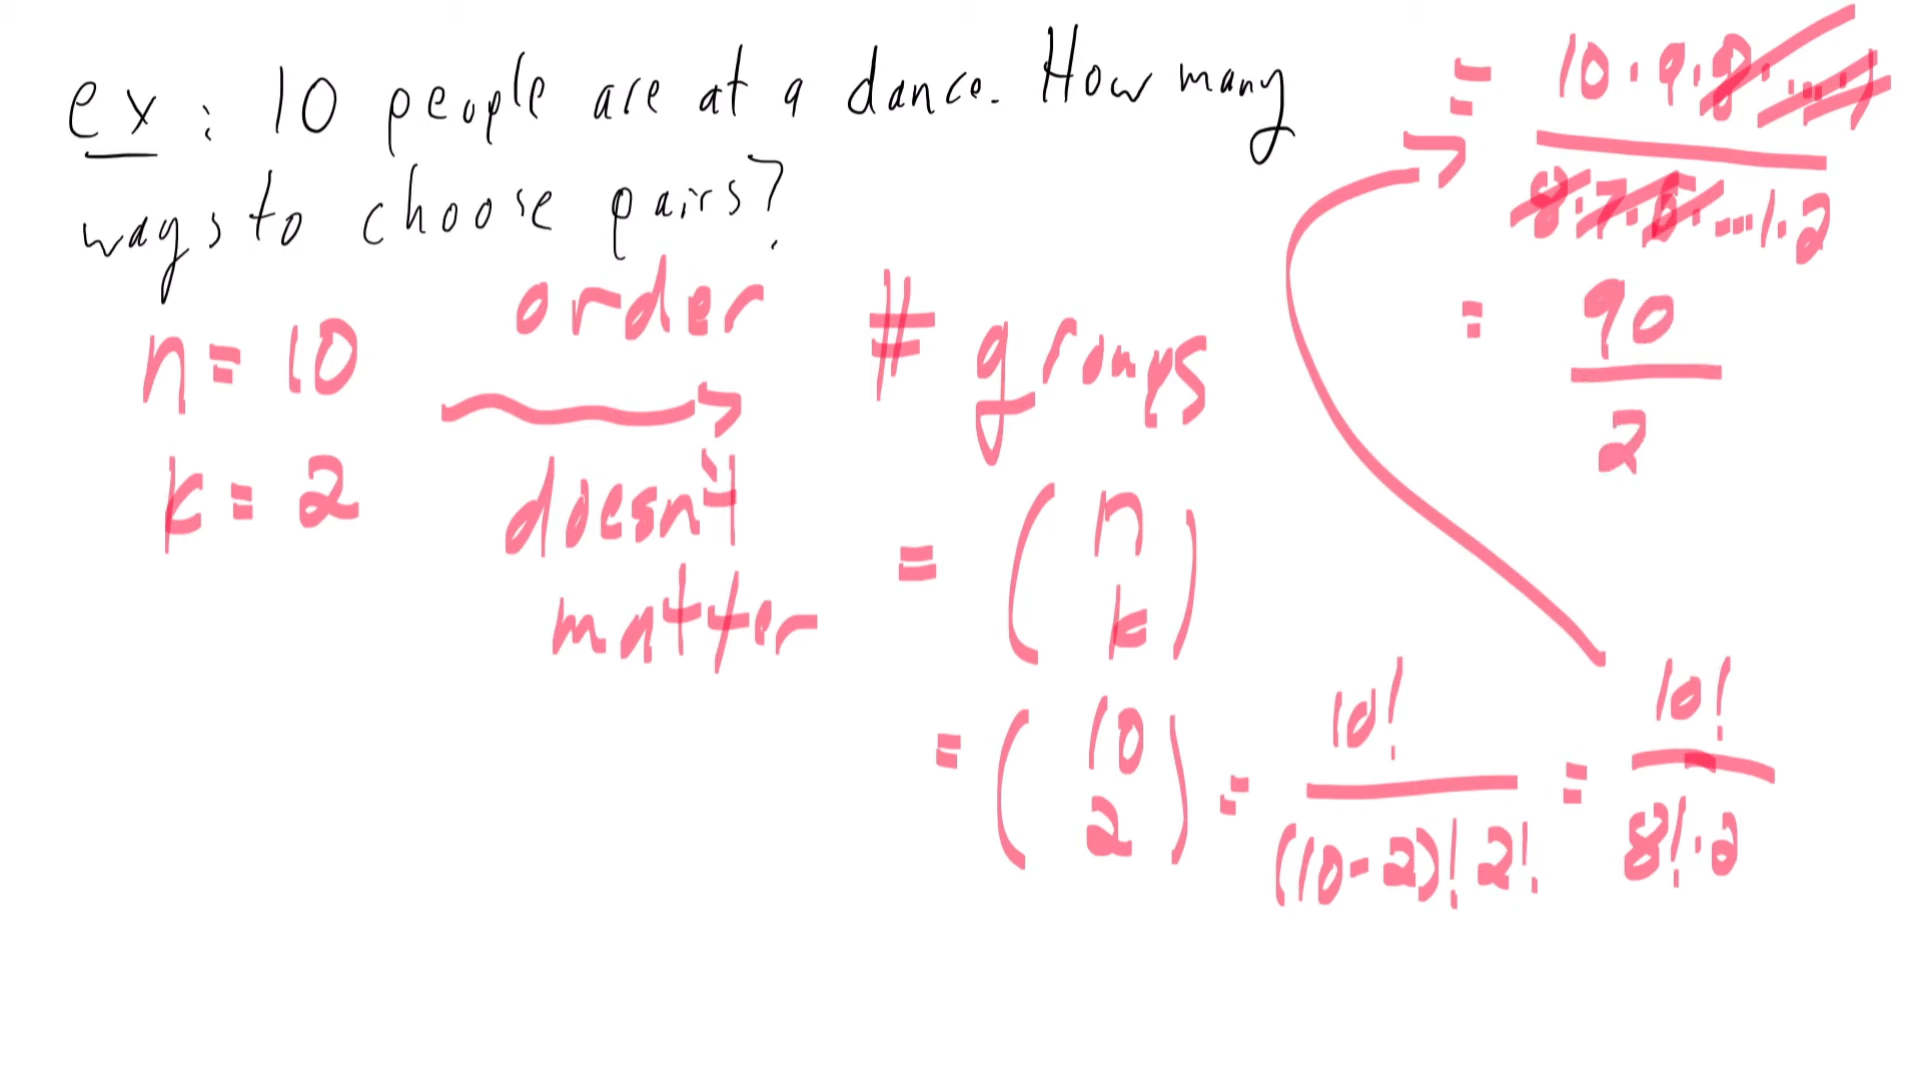 ex: 10 people are at a dance. How many
ways to choose pairs?
n = 10
k = 2
order
doesn't
matter
# groups
= (n k)
= (10 2) = 10! / (10-2)! 2! = 10! / 8!·2
= 10·9·8·...·1 / 8·7·6·...1·2
= 90 / 2